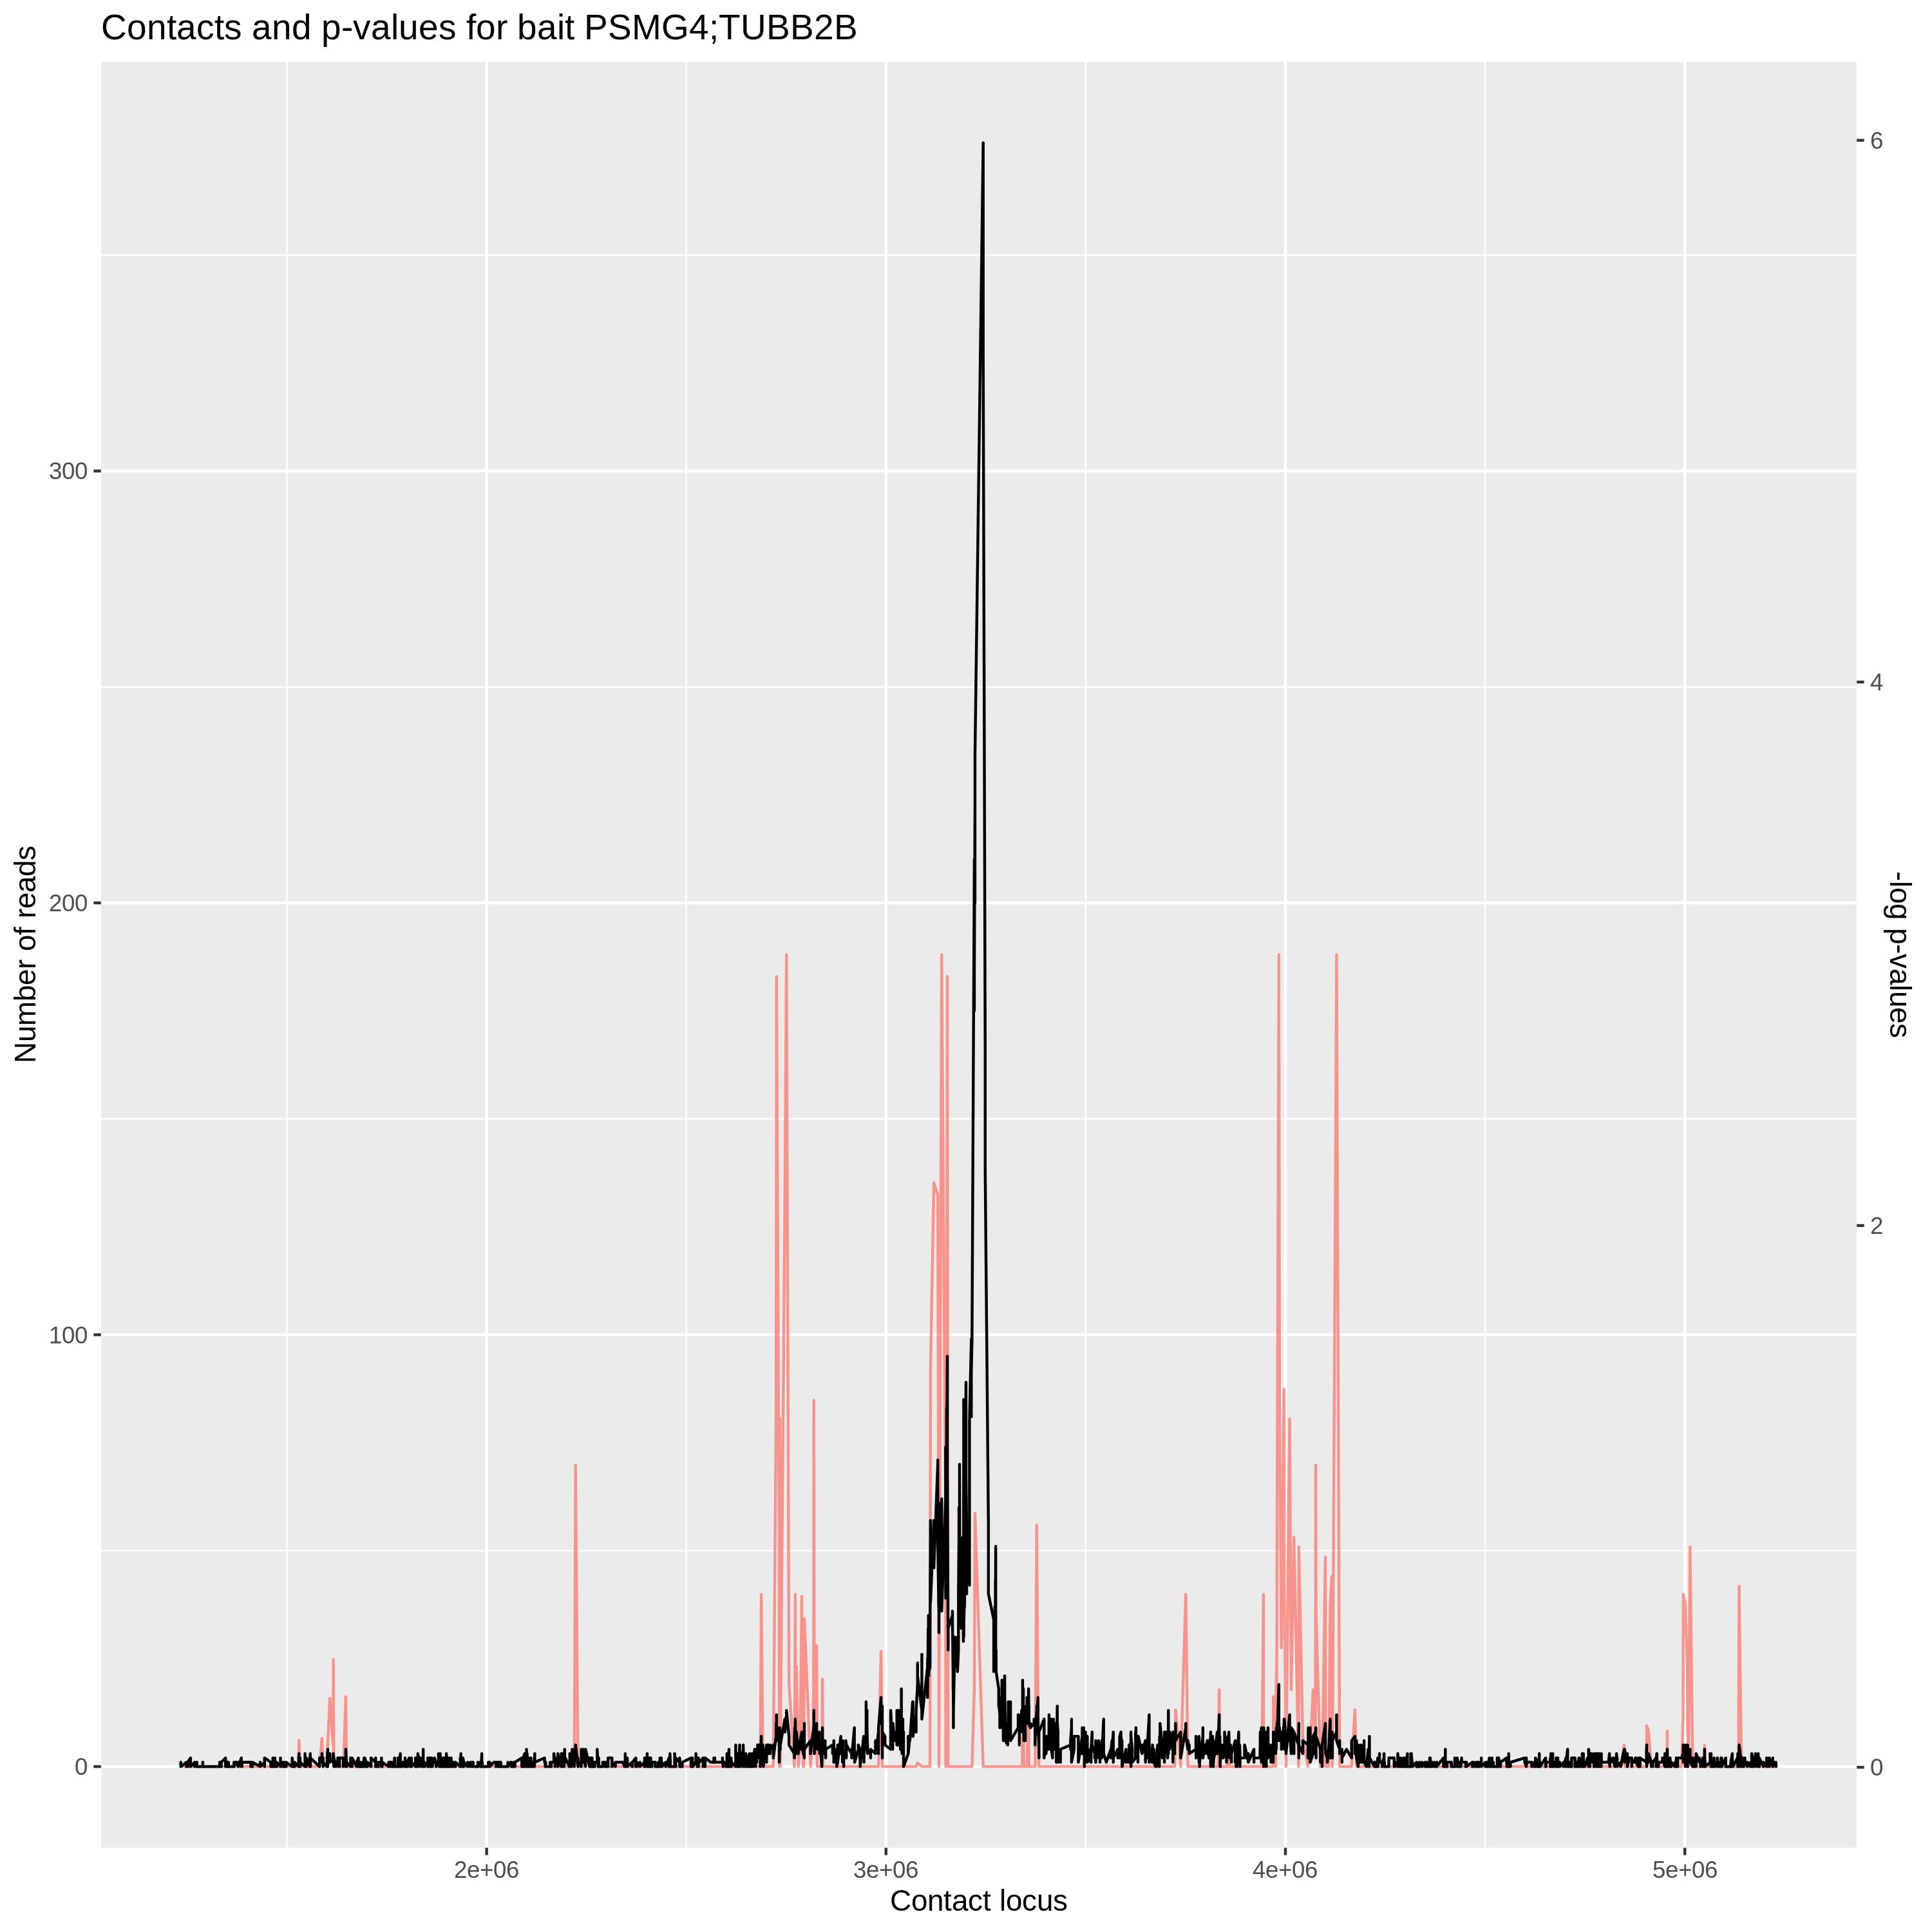 Contacts and p-values for bait PSMG4;TUBB2B
Number of reads
300
200
100
0
6
4
2
0
-log p-values
2e+06
3e+06
4e+06
5e+06
Contact locus